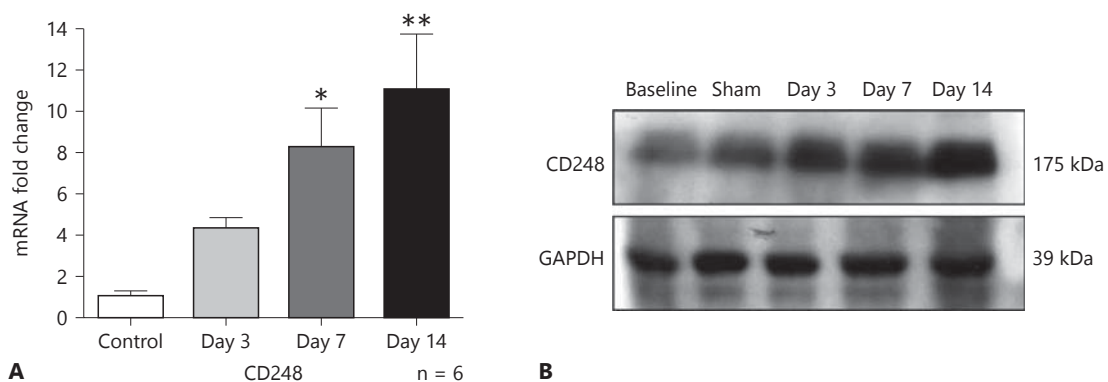 14
12
10
8
6
4
2
0
mRNA fold change
*
**
Control Day 3 Day 7 Day 14
CD248 n = 6
A
Baseline Sham Day 3 Day 7 Day 14
CD248 175 kDa
GAPDH 39 kDa
B